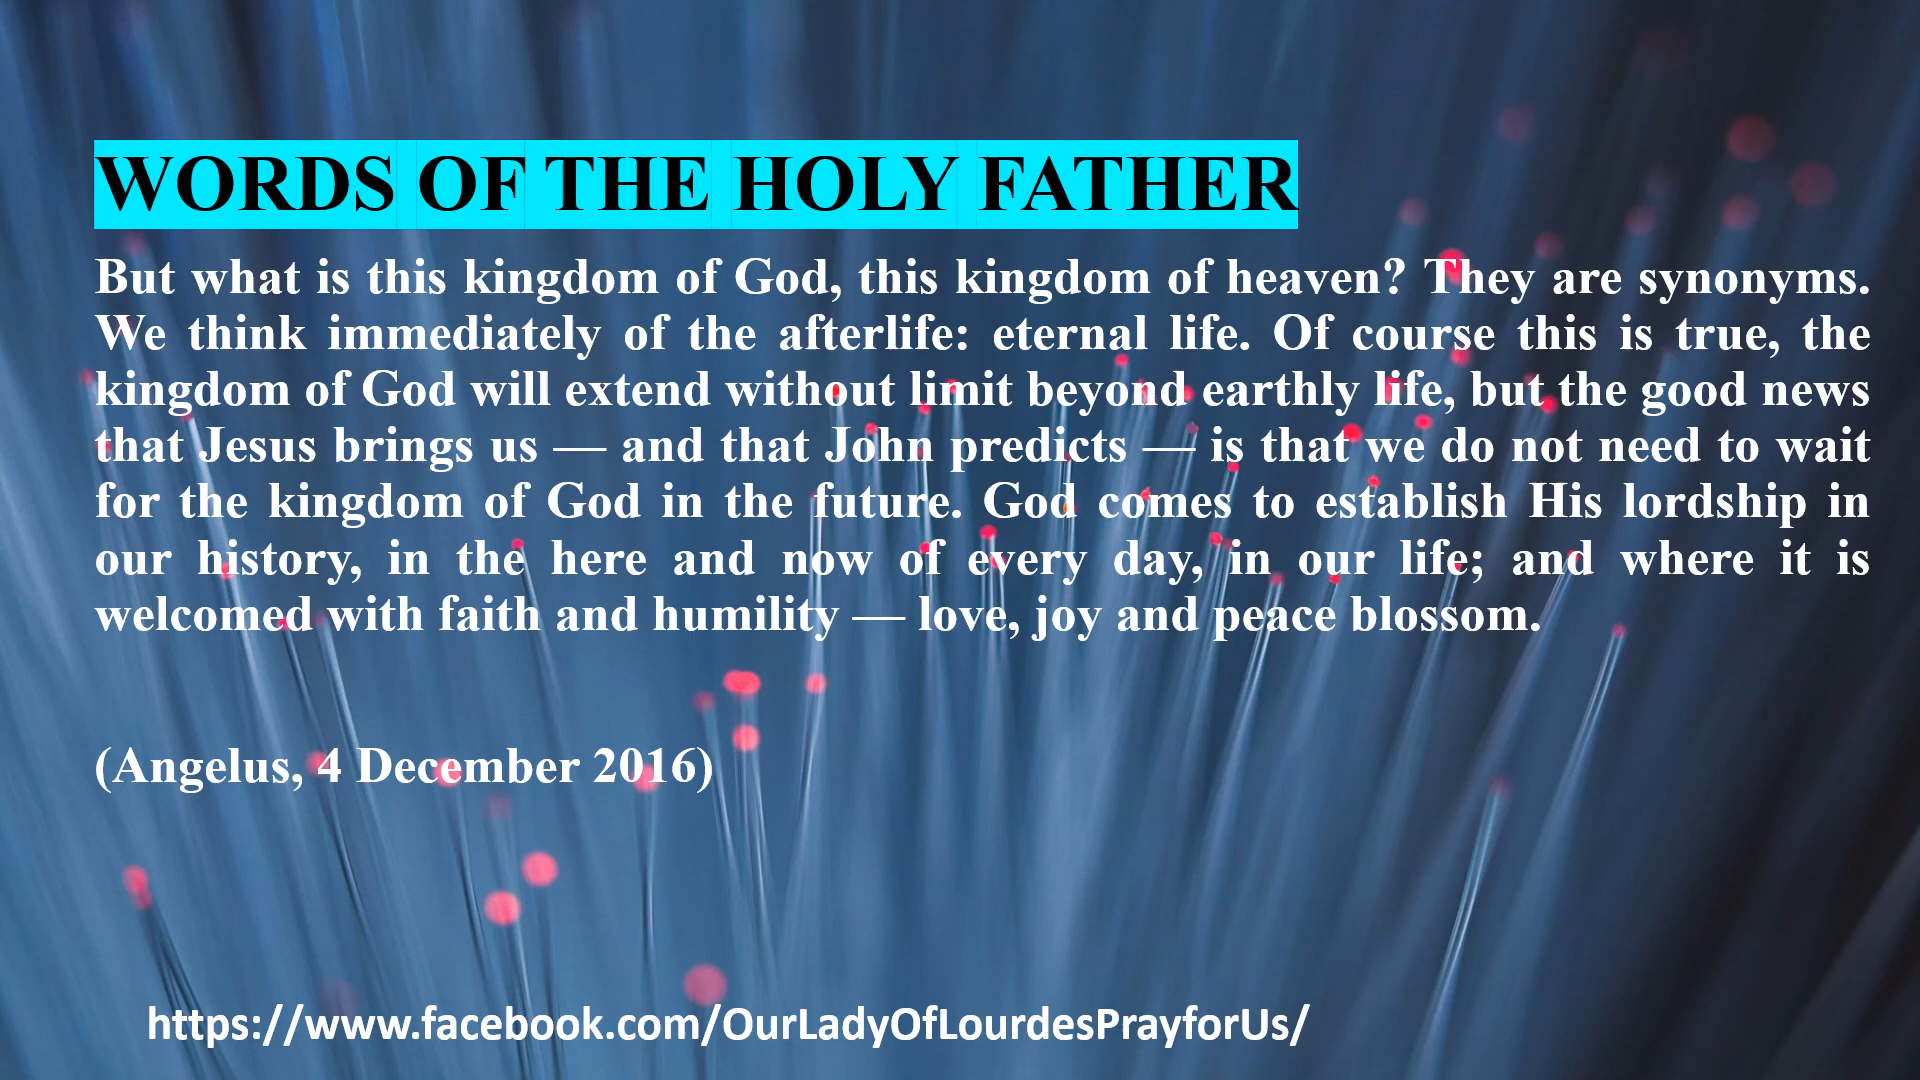 WORDS OF THE HOLY FATHER
But what is this kingdom of God, this kingdom of heaven? They are synonyms.
We think immediately of the afterlife: eternal life. Of course this is true, the
kingdom of God will extend without limit beyond earthly life, but the good news
that Jesus brings us — and that John predicts — is that we do not need to wait
for the kingdom of God in the future. God comes to establish His lordship in
our history, in the here and now of every day, in our life; and where it is
welcomed with faith and humility — love, joy and peace blossom.
(Angelus, 4 December 2016)
https://www.facebook.com/OurLadyOfLourdesPrayforUs/